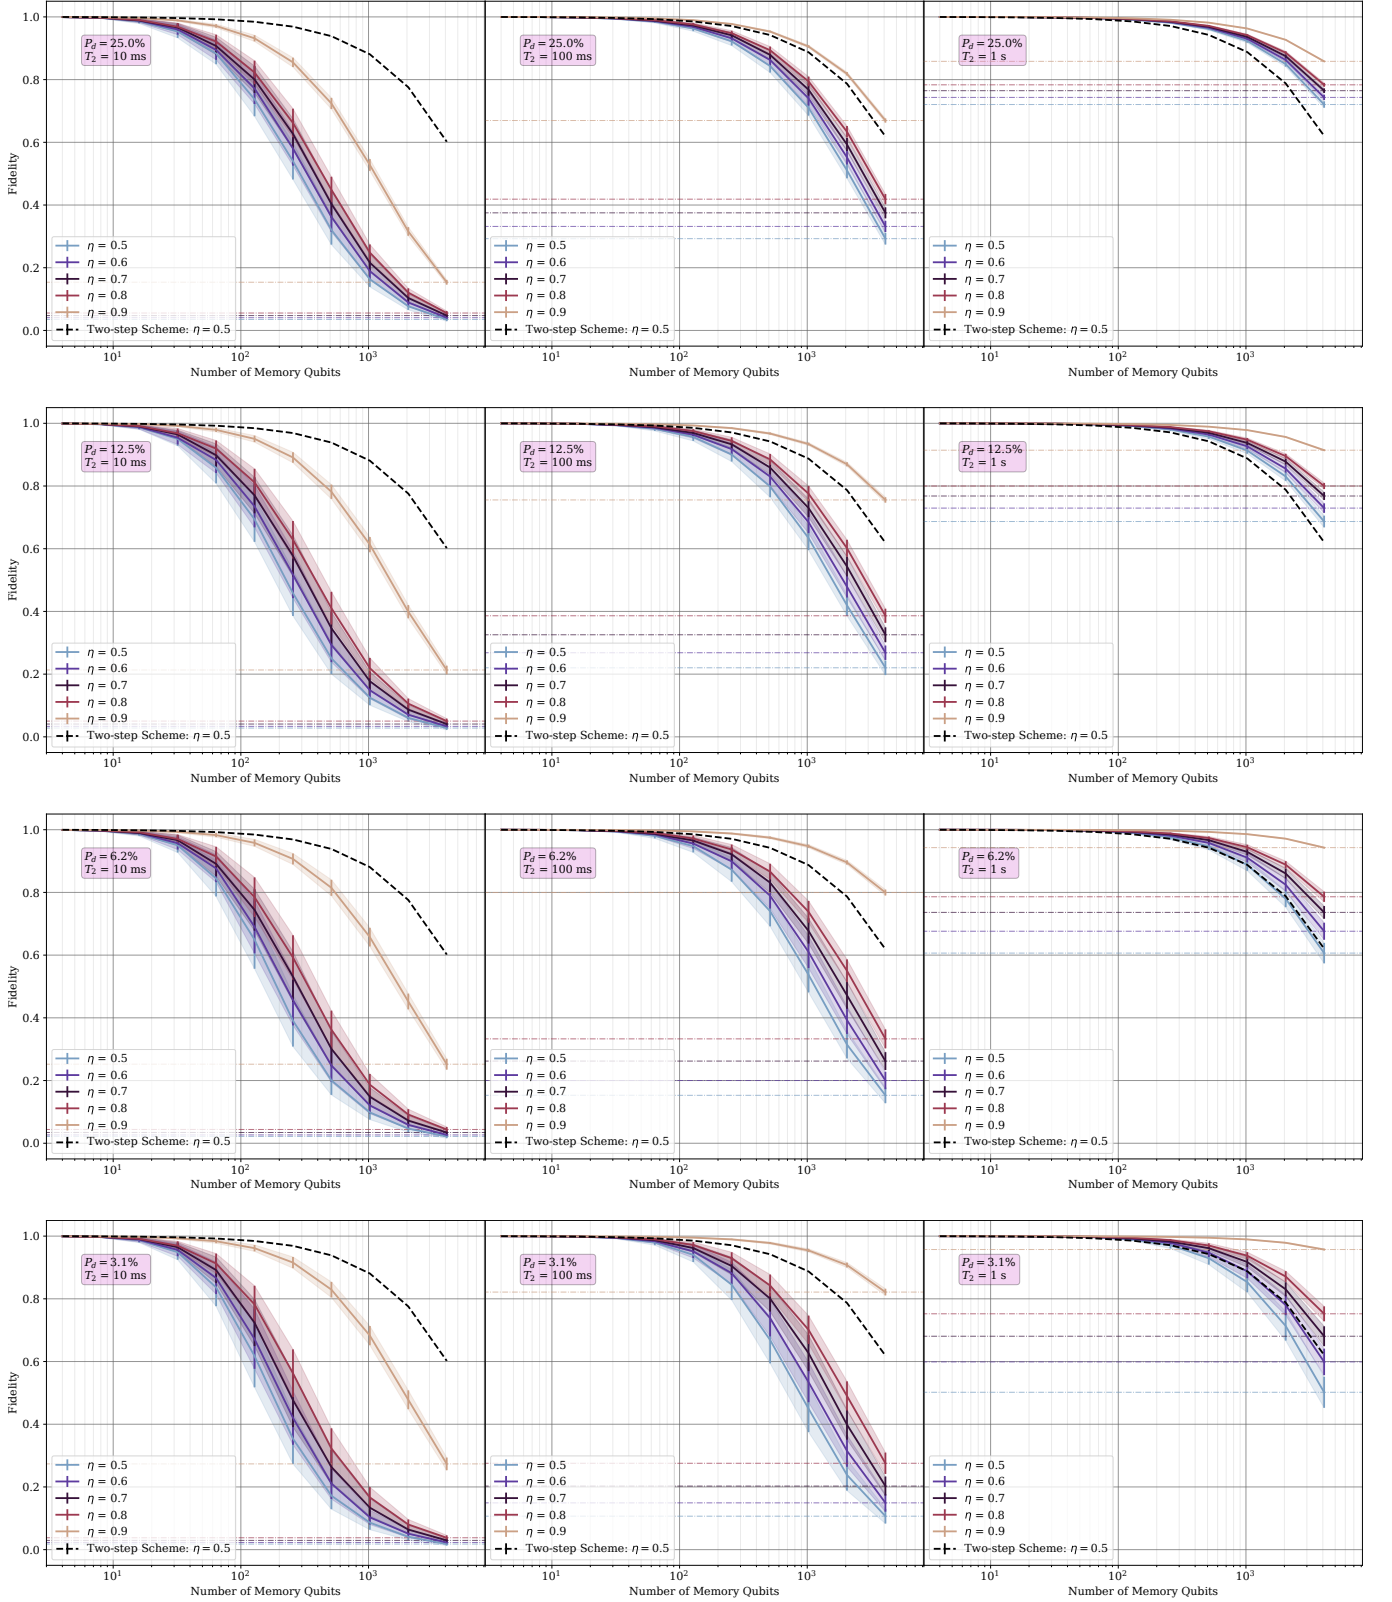 1.0
0.8
0.6
0.4
0.2
0.0
Fidelity
P_d = 25.0%
T_2 = 10 ms
η = 0.5
η = 0.6
η = 0.7
η = 0.8
η = 0.9
Two-step Scheme: η = 0.5
10^1
10^2
10^3
Number of Memory Qubits
P_d = 25.0%
T_2 = 100 ms
η = 0.5
η = 0.6
η = 0.7
η = 0.8
η = 0.9
Two-step Scheme: η = 0.5
10^1
10^2
10^3
Number of Memory Qubits
P_d = 25.0%
T_2 = 1 s
η = 0.5
η = 0.6
η = 0.7
η = 0.8
η = 0.9
Two-step Scheme: η = 0.5
10^1
10^2
10^3
Number of Memory Qubits
1.0
0.8
0.6
0.4
0.2
0.0
Fidelity
P_d = 12.5%
T_2 = 10 ms
η = 0.5
η = 0.6
η = 0.7
η = 0.8
η = 0.9
Two-step Scheme: η = 0.5
10^1
10^2
10^3
Number of Memory Qubits
P_d = 12.5%
T_2 = 100 ms
η = 0.5
η = 0.6
η = 0.7
η = 0.8
η = 0.9
Two-step Scheme: η = 0.5
10^1
10^2
10^3
Number of Memory Qubits
P_d = 12.5%
T_2 = 1 s
η = 0.5
η = 0.6
η = 0.7
η = 0.8
η = 0.9
Two-step Scheme: η = 0.5
10^1
10^2
10^3
Number of Memory Qubits
1.0
0.8
0.6
0.4
0.2
0.0
Fidelity
P_d = 6.2%
T_2 = 10 ms
η = 0.5
η = 0.6
η = 0.7
η = 0.8
η = 0.9
Two-step Scheme: η = 0.5
10^1
10^2
10^3
Number of Memory Qubits
P_d = 6.2%
T_2 = 100 ms
η = 0.5
η = 0.6
η = 0.7
η = 0.8
η = 0.9
Two-step Scheme: η = 0.5
10^1
10^2
10^3
Number of Memory Qubits
P_d = 6.2%
T_2 = 1 s
η = 0.5
η = 0.6
η = 0.7
η = 0.8
η = 0.9
Two-step Scheme: η = 0.5
10^1
10^2
10^3
Number of Memory Qubits
1.0
0.8
0.6
0.4
0.2
0.0
Fidelity
P_d = 3.1%
T_2 = 10 ms
η = 0.5
η = 0.6
η = 0.7
η = 0.8
η = 0.9
Two-step Scheme: η = 0.5
10^1
10^2
10^3
Number of Memory Qubits
P_d = 3.1%
T_2 = 100 ms
η = 0.5
η = 0.6
η = 0.7
η = 0.8
η = 0.9
Two-step Scheme: η = 0.5
10^1
10^2
10^3
Number of Memory Qubits
P_d = 3.1%
T_2 = 1 s
η = 0.5
η = 0.6
η = 0.7
η = 0.8
η = 0.9
Two-step Scheme: η = 0.5
10^1
10^2
10^3
Number of Memory Qubits